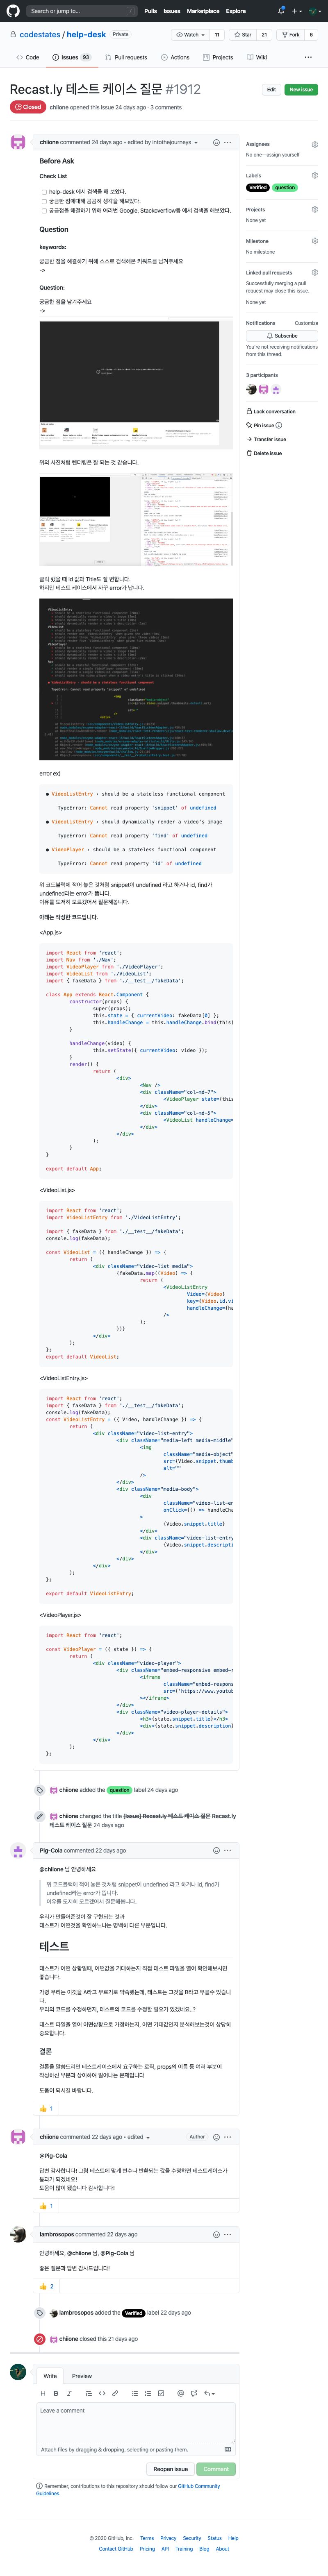 Search or jump to...
Pulls Issues Marketplace Explore
codestates / help-desk Private
Watch 11 Star 21 Fork 6
Code Issues 93 Pull requests Actions Projects Wiki
Recast.ly 테스트 케이스 질문 #1912
Edit New issue
Closed chiione opened this issue 24 days ago · 3 comments
chiione commented 24 days ago • edited by intothejourneys
Before Ask
Check List
help-desk 에서 검색을 해 보았다.
궁금한 점에대해 곰곰히 생각을 해보았다.
궁금한점을 해결하기 위해 여러번 Google, Stackoverflow등 에서 검색을 해보았다.
Question
keywords:
궁금한 점을 해결하기 위해 스스로 검색해본 키워드를 남겨주세요
->
Question:
궁금한 점을 남겨주세요
->
위의 사진처럼 렌더링은 잘 되는 것 같습니다.
클릭 했을 때 id 값과 Title도 잘 변합니다.
하지만 테스트 케이스에서 자꾸 error가 납니다.
error ex)
● VideoListEntry › should be a stateless functional component
TypeError: Cannot read property 'snippet' of undefined
● VideoListEntry › should dynamically render a video's image
TypeError: Cannot read property "find" of undefined
● VideoPlayer › should be a stateless functional component
TypeError: Cannot read property "id" of undefined
위 코드블럭에 적어 놓은 것처럼 snippet이 undefined 라고 하거나 id, find가
undefined라는 error가 뜹니다.
이유를 도저히 모르겠어서 질문해봅니다.
아래는 작성한 코드입니다.
<App.js>
import React from 'react';
import Nav from './Nav';
import VideoPlayer from './VideoPlayer';
import VideoList from './VideoList';
import { fakeData } from './__test__/fakeData';
class App extends React.Component {
constructor(props) {
super(props);
this.state = { currentVideo: fakeData[0] };
this.handleChange = this.handleChange.bind(this)
}
handleChange(video) {
this.setState({ currentVideo: video });
}
render() {
return (
<div>
<Nav />
<div className="col-md-7">
<VideoPlayer state={this
</div>
<div className="col-md-5">
<VideoList handleChange=
</div>
</div>
);
}
}
export default App;
<VideoList.js>
import React from 'react';
import VideoListEntry from './VideoListEntry';
import { fakeData } from './__test__/fakeData';
console.log(fakeData);
const VideoList = ({ handleChange }) => {
return (
<div className="video-list media">
{fakeData.map((Video) => {
return (
<VideoListEntry
Video={Video}
key={Video.id.v
handleChange={ha
/>
);
})}
</div>
);
};
export default VideoList;
<VideoListEntry.js>
import React from 'react';
import { fakeData } from './__test__/fakeData';
console.log(fakeData);
const VideoListEntry = ({ Video, handleChange }) => {
return (
<div className="video-list-entry">
<div className="media-left media-middle"
<img
className="media-object"
src={Video.snippet.thumb
alt=""
/>
</div>
<div className="media-body">
<div
className="video-list-en
onClick={() => handleCha
>
{Video.snippet.title}
</div>
<div className="video-list-entry
{Video.snippet.descripti
</div>
</div>
</div>
);
};
export default VideoListEntry;
<VideoPlayer.js>
import React from 'react';
const VideoPlayer = ({ state }) => {
return (
<div className="video-player">
<div className="embed-responsive embed-r
<iframe
className="embed-respons
src={'https://www.youtub
></iframe>
</div>
<div className="video-player-details">
<h3>{state.snippet.title}</h3>
<div>{state.snippet.description}
</div>
</div>
);
};
chiione added the question label 24 days ago
chiione changed the title [Issue] Recast.ly 테스트 케이스 질문 Recast.ly
테스트 케이스 질문 24 days ago
Pig-Cola commented 22 days ago
@chiione 님 안녕하세요
위 코드블럭에 적어 놓은 것처럼 snippet이 undefined 라고 하거나 id, find가
undefined라는 error가 뜹니다.
이유를 도저히 모르겠어서 질문해봅니다.
우리가 만들어준것이 잘 구현되는 것과
테스트가 어떤것을 확인하느냐는 명백히 다른 부분입니다.
테스트
테스트가 어떤 상황일때, 어떤값을 기대하는지 직접 테스트 파일을 열어 확인해보시면
좋습니다.
가령 우리는 이것을 A라고 부르기로 약속했는데, 테스트는 그것을 B라고 부를수 있습니
다.
우리의 코드를 수정하던지, 테스트의 코드를 수정할 필요가 있겠네요..?
테스트 파일을 열어 어떤상황으로 가정하는지, 어떤 기대값인지 분석해보는것이 상당히
중요합니다.
결론
결론을 말씀드리면 테스트케이스에서 요구하는 로직, props의 이름 등 여러 부분이
작성하신 부분과 상이하며 일어나는 문제입니다
도움이 되시길 바랍니다.
1
chiione commented 22 days ago • edited Author
@Pig-Cola
답변 감사합니다! 그럼 테스트에 맞게 변수나 반환되는 값을 수정하면 테스트케이스가
통과가 되겠네요!
도움이 많이 됐습니다 감사합니다!
1
iambrosopos commented 22 days ago
안녕하세요, @chiione 님, @Pig-Cola 님
좋은 질문과 답변 감사드립니다!
2
iambrosopos added the Verified label 22 days ago
chiione closed this 21 days ago
Write Preview
Leave a comment
Attach files by dragging & dropping, selecting or pasting them.
Reopen issue Comment
Remember, contributions to this repository should follow our GitHub Community
Guidelines.
Assignees
No one—assign yourself
Labels
Verified question
Projects
None yet
Milestone
No milestone
Linked pull requests
Successfully merging a pull
request may close this issue.
None yet
Notifications Customize
Subscribe
You're not receiving notifications
from this thread.
3 participants
Lock conversation
Pin issue
Transfer issue
Delete issue
© 2020 GitHub, Inc. Terms Privacy Security Status Help
Contact GitHub Pricing API Training Blog About